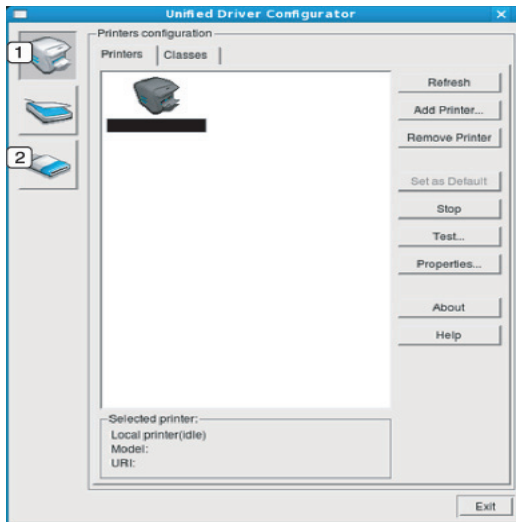 Unified Driver Configurator
1
2
Printers configuration
Printers
Classes
Refresh
Add Printer...
Remove Printer
Set as Default
Stop
Test...
Properties...
About
Help
Selected printer:
Local printer(idle)
Model:
URI:
Exit